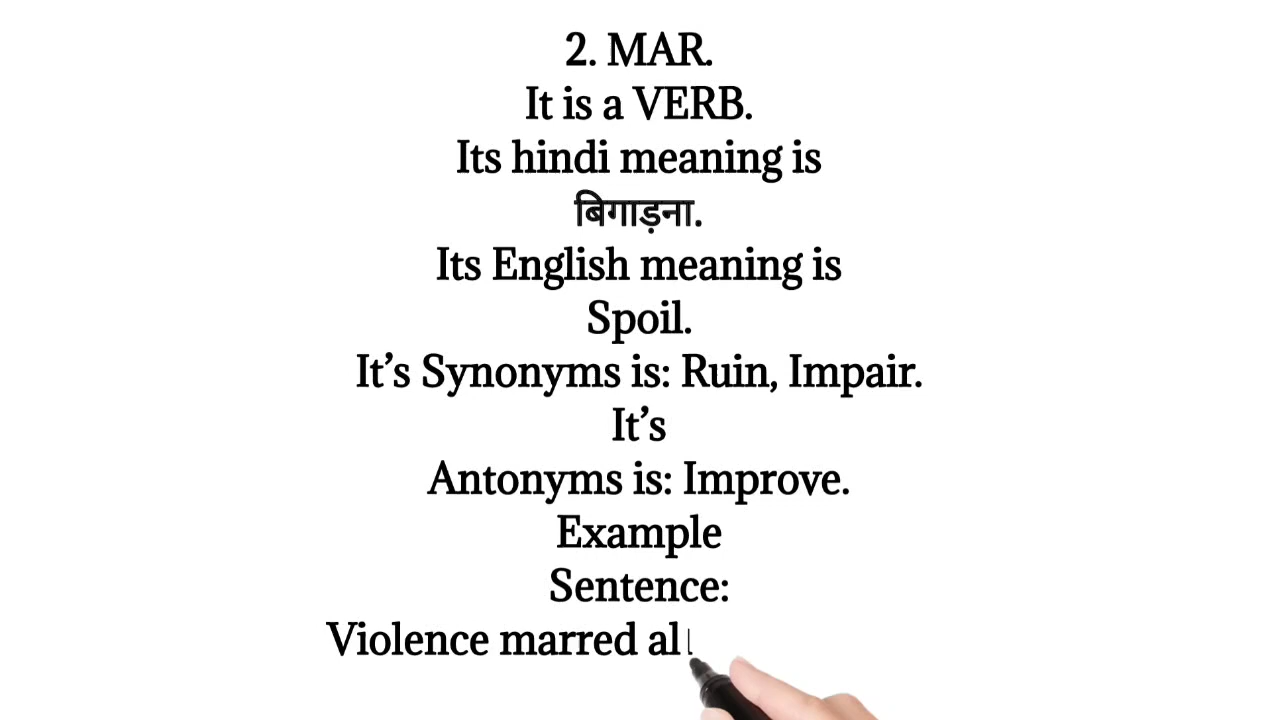 2. MAR.
It is a VERB.
Its hindi meaning is
बिगाड़ना.
Its English meaning is
Spoil.
It’s Synonyms is: Ruin, Impair.
It’s
Antonyms is: Improve.
Example
Sentence:
Violence marred